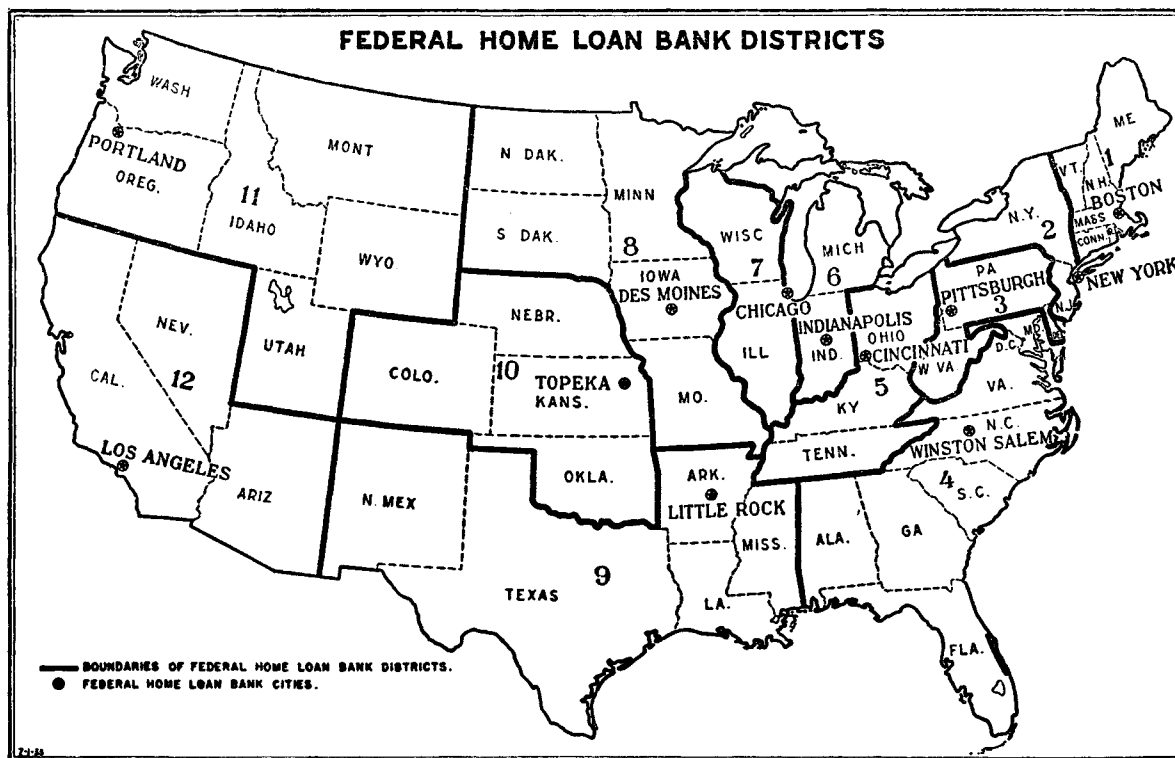 FEDERAL HOME LOAN BANK DISTRICTS
WASH
PORTLAND
OREG.
MONT
11
IDAHO
WYO.
N DAK.
S DAK.
MINN
8
WISC
7
MICH
6
ME
1
VT.
N.H.
BOSTON
MASS
CONN.
N.Y.
2
NEW YORK
PA
PITTSBURGH
3
N.J.
IOWA
DES MOINES
CHICAGO
INDIANAPOLIS
IND.
OHIO
CINCINNATI
W VA
D.C.
MD.
VA.
5
KY
ILL
MO.
NEBR.
10
TOPEKA
KANS.
COLO.
UTAH
NEV.
CAL.
12
LOS ANGELES
ARIZ
N. MEX
OKLA.
ARK.
LITTLE ROCK
TENN.
N.C.
WINSTON SALEM
4
S.C.
MISS.
ALA.
GA
TEXAS
9
LA.
FLA.
BOUNDARIES OF FEDERAL HOME LOAN BANK DISTRICTS.
FEDERAL HOME LOAN BANK CITIES.